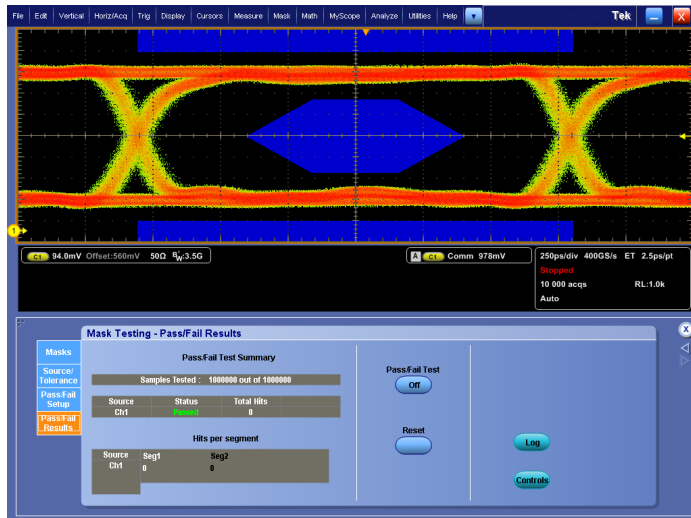 File Edit Vertical Horiz/Acq Trig Display Cursors Measure Mask Math MyScope Analyze Utilities Help Tek X
1
C1 94.0mV Offset:560mV 50Ω BW:3.5G
A C1 Comm 978mV
250ps/div 400GS/s ET 2.5ps/pt
Stopped
10 000 acqs RL:1.0k
Auto
Mask Testing - Pass/Fail Results
X
Masks
Source/
Tolerance
Pass/Fail
Setup
Pass/Fail
Results
Pass/Fail Test Summary
Samples Tested : 1000000 out of 1000000
Source Status Total Hits
Ch1 Passed 0
Hits per segment
Source Seg1 Seg2
Ch1 0 0
Pass/Fail Test
Off
Reset
Log
Controls